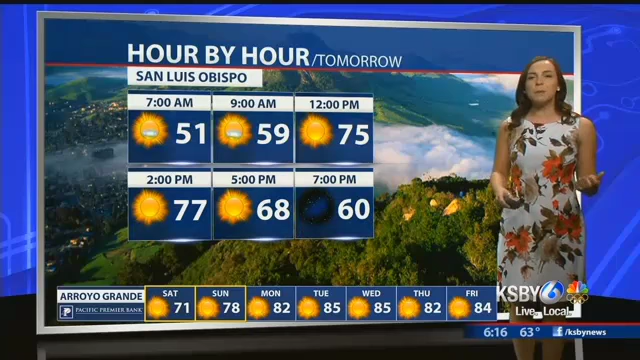 HOUR BY HOUR/TOMORROW
SAN LUIS OBISPO
7:00 AM 9:00 AM 12:00 PM
51 59 75
2:00 PM 5:00 PM 7:00 PM
77 68 60
ARROYO GRANDE SAT SUN MON TUE WED THU FRI
PACIFIC PREMIER BANK 71 78 82 85 85 82 84
KSBY 6
Live Local
6:16 63° f/ksbynews